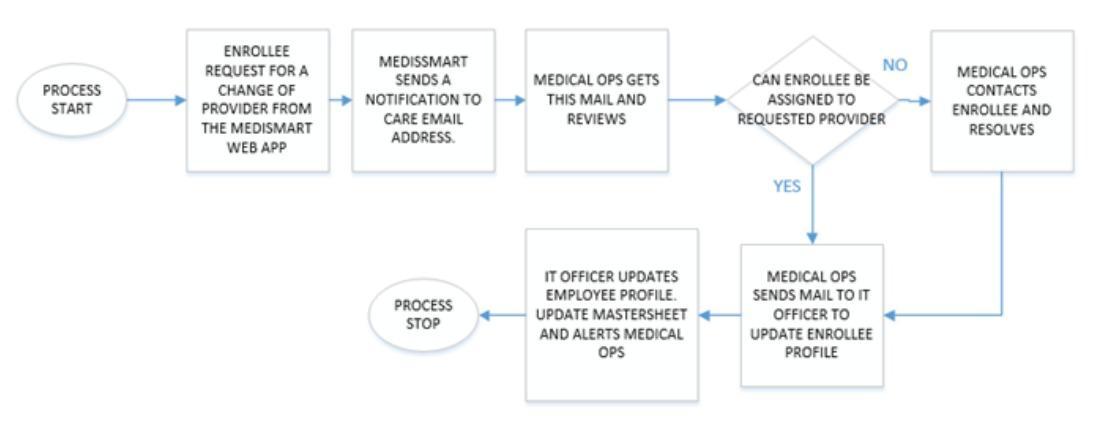 PROCESS
START
ENROLLEE
REQUEST FOR A
CHANGE OF
PROVIDER FROM
THE MEDISMART
WEB APP
MEDISSMART
SENDS A
NOTIFICATION TO
CARE EMAIL
ADDRESS.
MEDICAL OPS GETS
THIS MAIL AND
REVIEWS
CAN ENROLLEE BE
ASSIGNED TO
REQUESTED PROVIDER
NO
MEDICAL OPS
CONTACTS
ENROLLEE AND
RESOLVES
YES
MEDICAL OPS
SENDS MAIL TO IT
OFFICER TO
UPDATE ENROLLEE
PROFILE
IT OFFICER UPDATES
EMPLOYEE PROFILE.
UPDATE MASTERSHEET
AND ALERTS MEDICAL
OPS
PROCESS
STOP